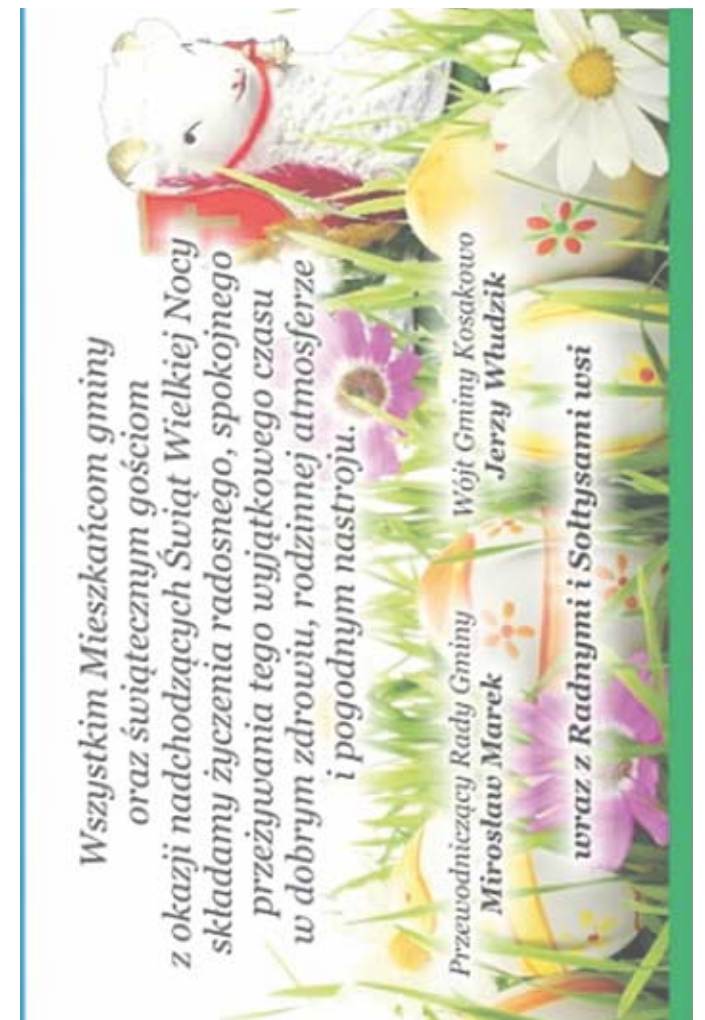 Wszystkim Mieszkańcom gminy
oraz świątecznym gościom
z okazji nadchodzących Świąt Wielkiej Nocy
składamy życzenia radosnego, spokojnego
przeżywania tego wyjątkowego czasu
w dobrym zdrowiu, rodzinnej atmosferze
i pogodnym nastroju.
Przewodniczący Rady Gminy
Mirosław Marek
Wójt Gminy Kosakowo
Jerzy Włudzik
wraz z Radnymi i Sołtysami wsi